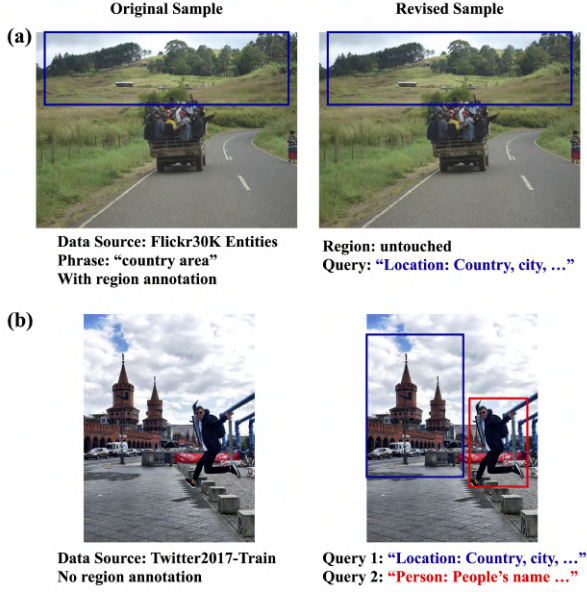 Original Sample
Revised Sample
(a)
Data Source: Flickr30K Entities
Phrase: “country area”
With region annotation
Region: untouched
Query: “Location: Country, city, …”
(b)
Data Source: Twitter2017-Train
No region annotation
Query 1: “Location: Country, city, …”
Query 2: “Person: People’s name …”